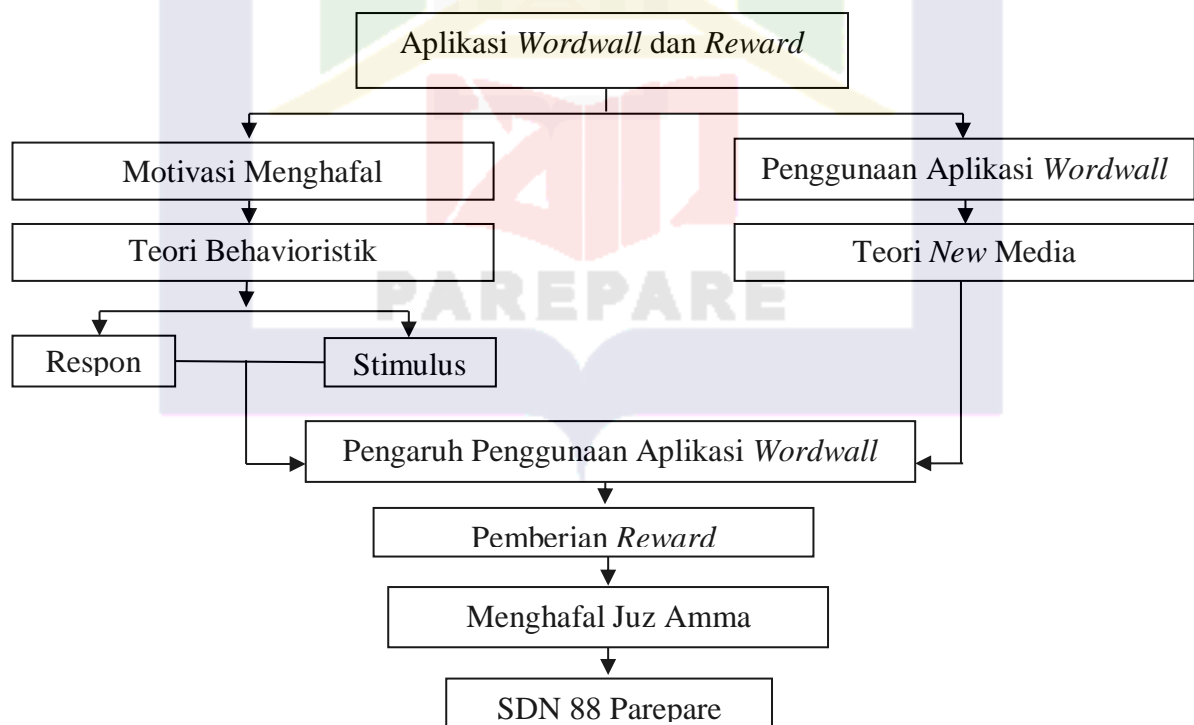 Aplikasi Wordwall dan Reward
Motivasi Menghafal
Penggunaan Aplikasi Wordwall
Teori Behavioristik
Teori New Media
PAREPARE
Respon
Stimulus
Pengaruh Penggunaan Aplikasi Wordwall
Pemberian Reward
Menghafal Juz Amma
SDN 88 Parepare